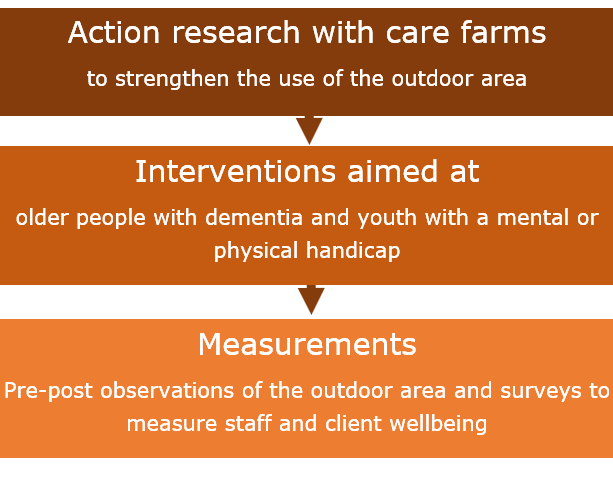 Action research with care farms
to strengthen the use of the outdoor area
Interventions aimed at
older people with dementia and youth with a mental or
physical handicap
Measurements
Pre-post observations of the outdoor area and surveys to
measure staff and client wellbeing